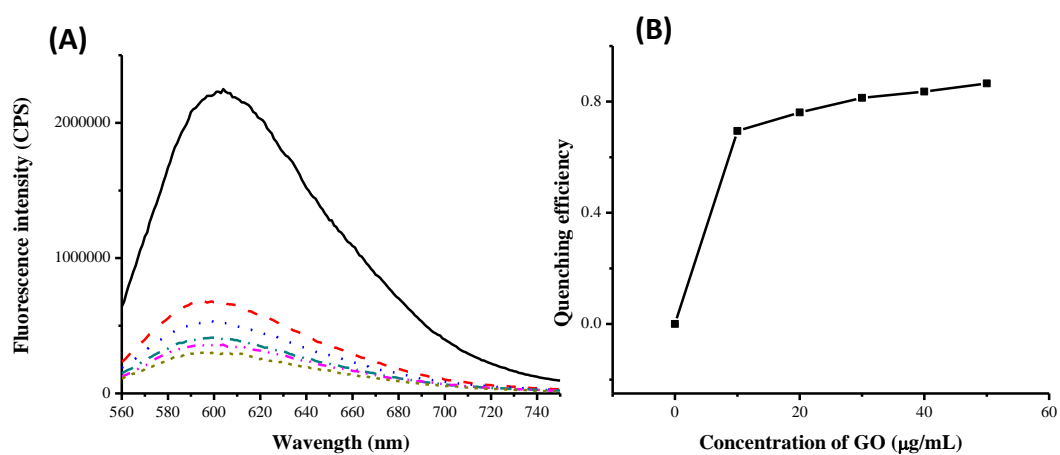 (A)
Fluorescence intensity (CPS)
2000000
1000000
0
560 580 600 620 640 660 680 700 720 740
Wavength (nm)
(B)
Quenching efficiency
0.8
0.4
0.0
0 20 40 60
Concentration of GO (μg/mL)